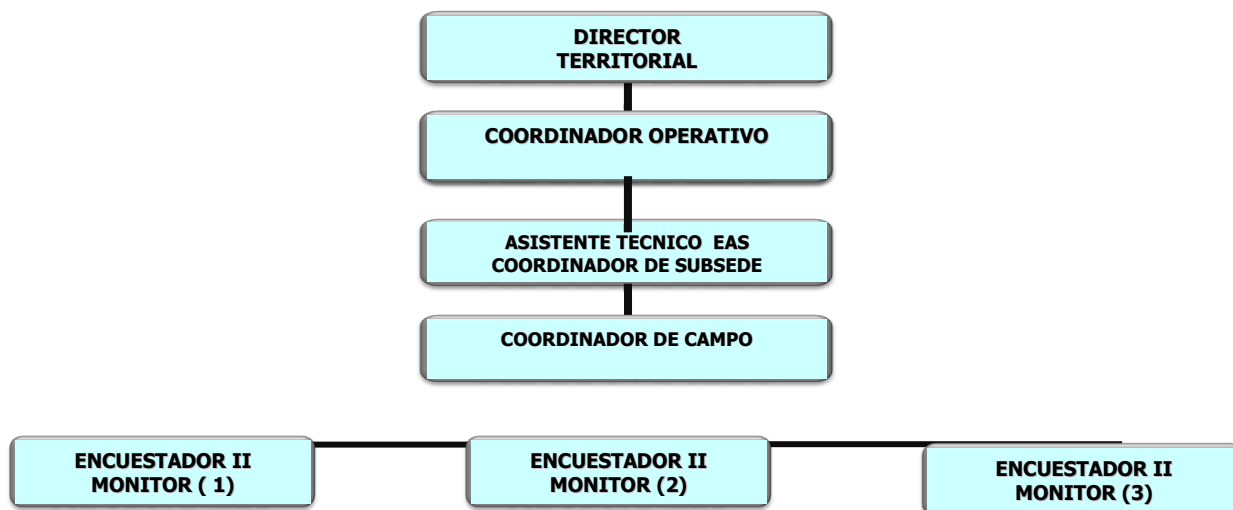 DIRECTOR
TERRITORIAL
COORDINADOR OPERATIVO
ASISTENTE TECNICO EAS
COORDINADOR DE SUBSEDE
COORDINADOR DE CAMPO
ENCUESTADOR II
MONITOR ( 1)
ENCUESTADOR II
MONITOR (2)
ENCUESTADOR II
MONITOR (3)